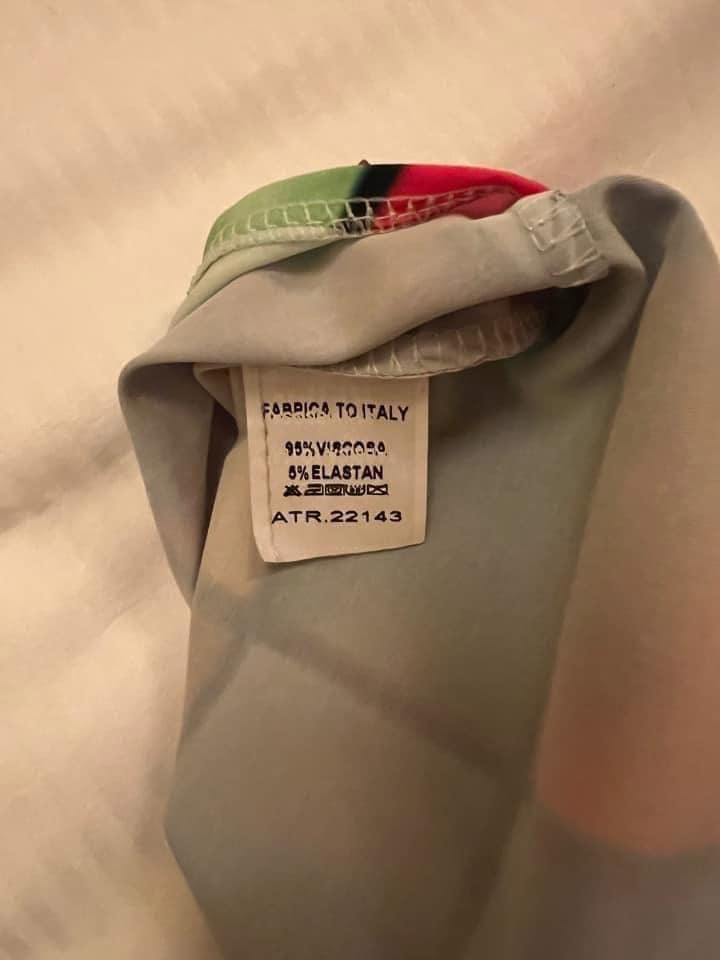 FABRICA TO ITALY
95%VISCOSA
5%ELASTAN
ATR.22143